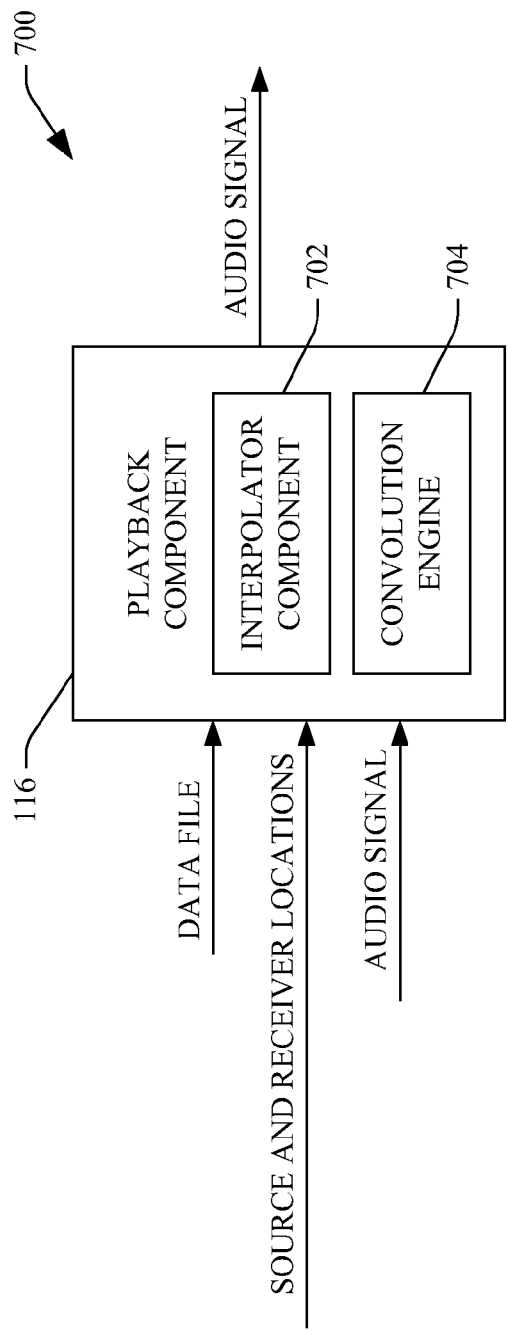 700
116
DATA FILE
SOURCE AND RECEIVER LOCATIONS
AUDIO SIGNAL
PLAYBACK
COMPONENT
INTERPOLATOR
COMPONENT
702
CONVOLUTION
ENGINE
704
AUDIO SIGNAL